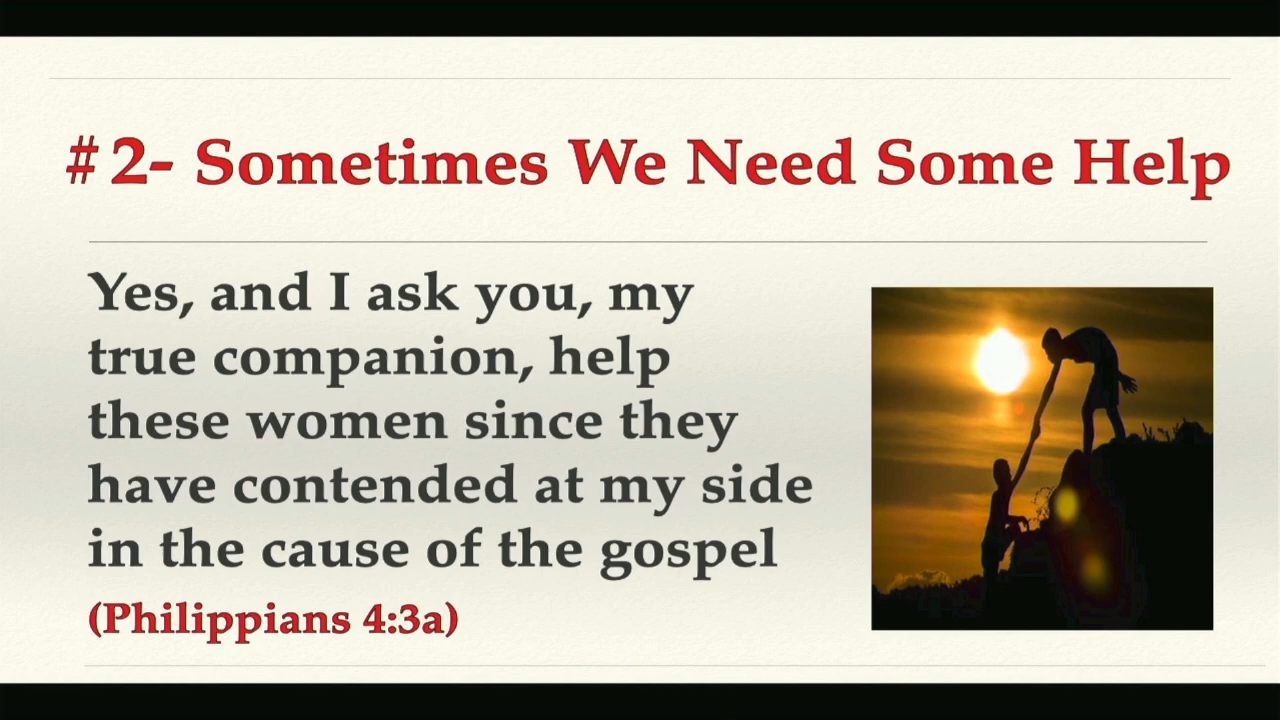 #2- Sometimes We Need Some Help
Yes, and I ask you, my
true companion, help
these women since they
have contended at my side
in the cause of the gospel
(Philippians 4:3a)